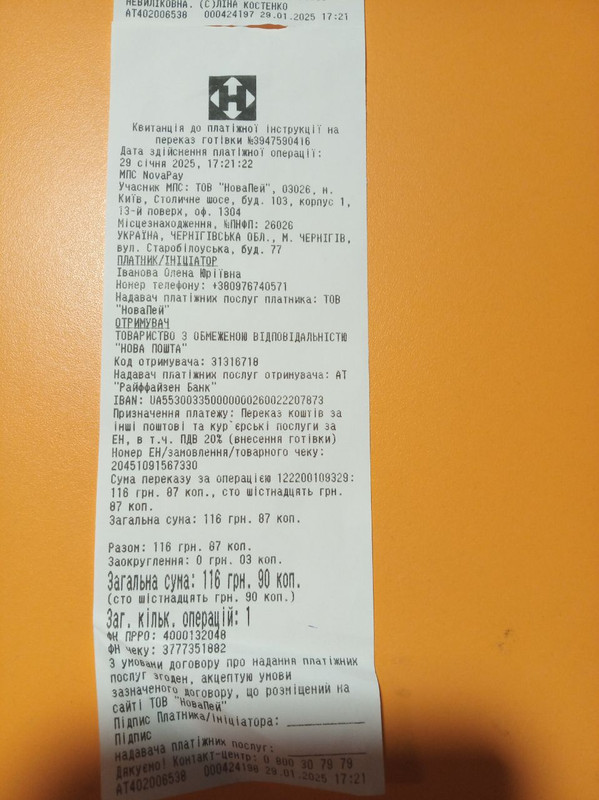 НЕВИЛІКОВНА. (С)ЛІНА КОСТЕНКО
АТ402006538 000424197 29.01.2025 17:21
Н
Квитанція до платіжної інструкції на
переказ готівки №3947590416
Дата здійснення платіжної операції:
29 січня 2025, 17:21:22
МПС NovaPay
Учасник МПС: ТОВ "НоваПей", 03026, н.
Київ, Столичне шосе, буд. 103, корпус 1,
13-й поверх, оф. 1304
Місцезнаходження, №ПНФП: 26026
УКРАЇНА, ЧЕРНІГІВСЬКА ОБЛ., М. ЧЕРНІГІВ,
вул. Старобілоуська, буд. 77
ПЛАТНИК/ІНІЦІАТОР
Іванова Олена Юріївна
Номер телефону: +380976740571
Надавач платіжних послуг платника: ТОВ
"НоваПей"
ОТРИМУВАЧ
ТОВАРИСТВО З ОБМЕЖЕНОЮ ВІДПОВІДАЛЬНІСТЮ
"НОВА ПОШТА"
Код отримувача: 31316718
Надавач платіжних послуг отримувача: АТ
"Райффайзен Банк"
IBAN: UA553003350000000260022207873
Призначення платежу: Переказ коштів за
інші поштові та кур`єрські послуги за
ЕН, в т.ч. ПДВ 20% (внесення готівки)
Номер ЕН/замовлення/товарного чеку:
20451091567330
Сума переказу за операцією 122200109329:
116 грн. 87 коп., сто шістнадцять грн.
87 коп.
Загальна сума: 116 грн. 87 коп.
Разом: 116 грн. 87 коп.
Заокруглення: 0 грн. 03 коп.
Загальна сума: 116 грн. 90 коп.
(сто шістнадцять грн. 90 коп.)
Заг. кільк. операцій: 1
ФН ПРРО: 4000132048
ФН чеку: 3777351882
З умовами договору про надання платіжних
послуг згоден, акцептую умови
зазначеного договору, що розміщений на
сайті ТОВ "НоваПей"
Підпис Платника/Ініціатора:
Підпис
надавача платіжних послуг:
Дякуємо! Контакт-центр: 0 800 30 79 79
АТ402006538 000424198 29.01.2025 17:21